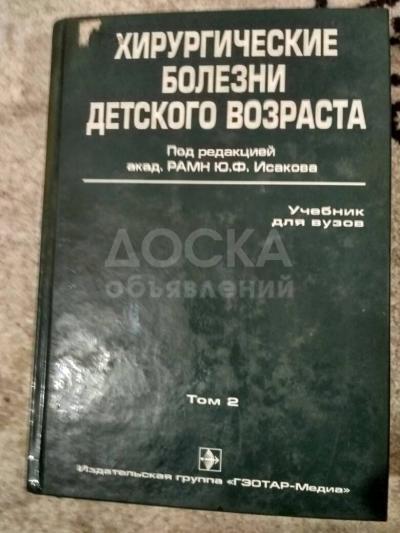 ХИРУРГИЧЕСКИЕ
БОЛЕЗНИ
ДЕТСКОГО ВОЗРАСТА
Под редакцией
акад. РАМН Ю.Ф. Исакова
Учебник
для вузов
ДОСКА
объявлений
Том 2
Издательская группа «ГЭОТАР-Медиа»